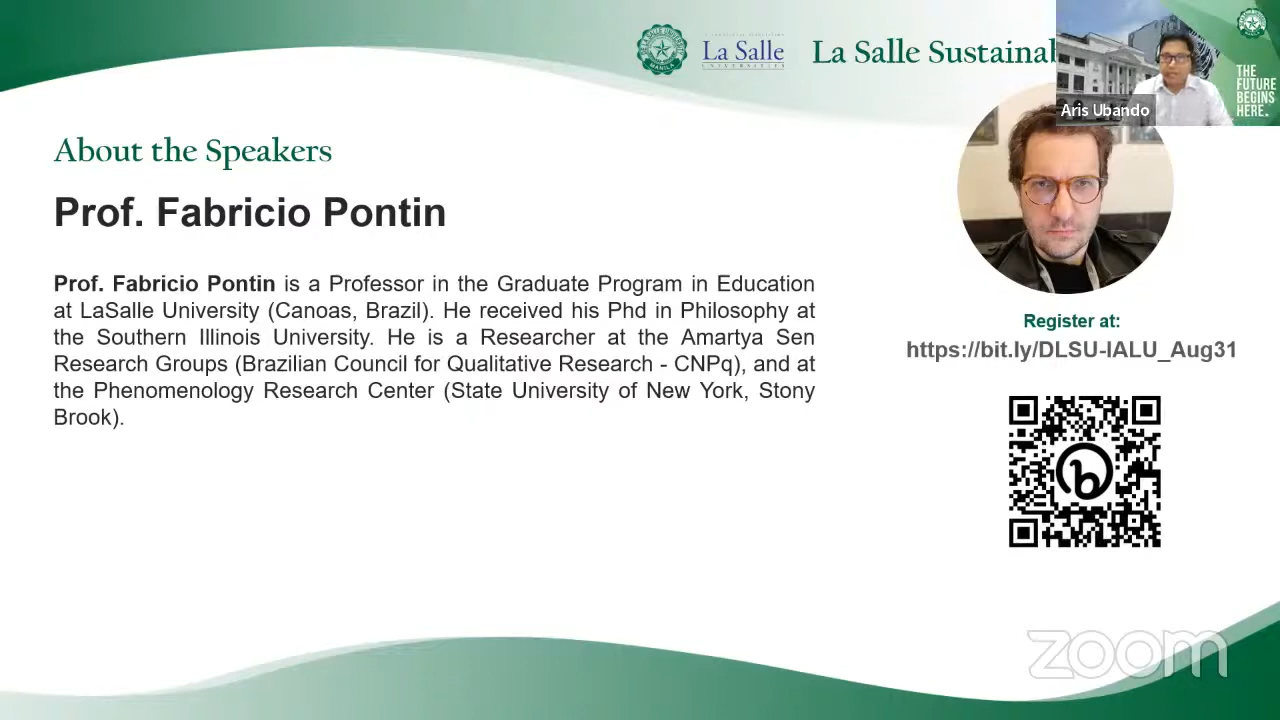 La Salle
UNIVERSITIES
La Salle Sustainab
THE
FUTURE
BEGINS
HERE.
Aris Ubando
About the Speakers
Prof. Fabricio Pontin
Prof. Fabricio Pontin is a Professor in the Graduate Program in Education
at LaSalle University (Canoas, Brazil). He received his Phd in Philosophy at
the Southern Illinois University. He is a Researcher at the Amartya Sen
Research Groups (Brazilian Council for Qualitative Research - CNPq), and at
the Phenomenology Research Center (State University of New York, Stony
Brook).
Register at:
https://bit.ly/DLSU-IALU_Aug31
zoom